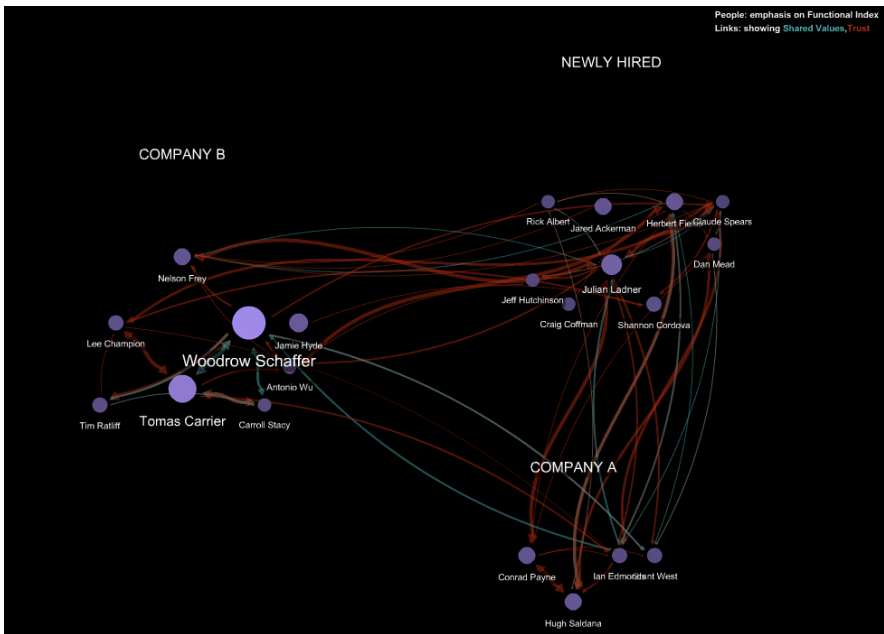 People: emphasis on Functional Index
Links: showing Shared Values,Trust
NEWLY HIRED
COMPANY B
Rick Albert
Jared Ackerman
Herbert
Claude Spears
Dan Mead
Nelson Frey
Julian Ladner
Jeff Hutchinson
Craig Coffman
Shannon Cordova
Lee Champion
Jamie Hyde
Woodrow Schaffer
Antonio Wu
Tim Ratliff
Tomas Carrier
Carroll Stacy
COMPANY A
Conrad Payne
Ian Edmonds
West
Hugh Saldana